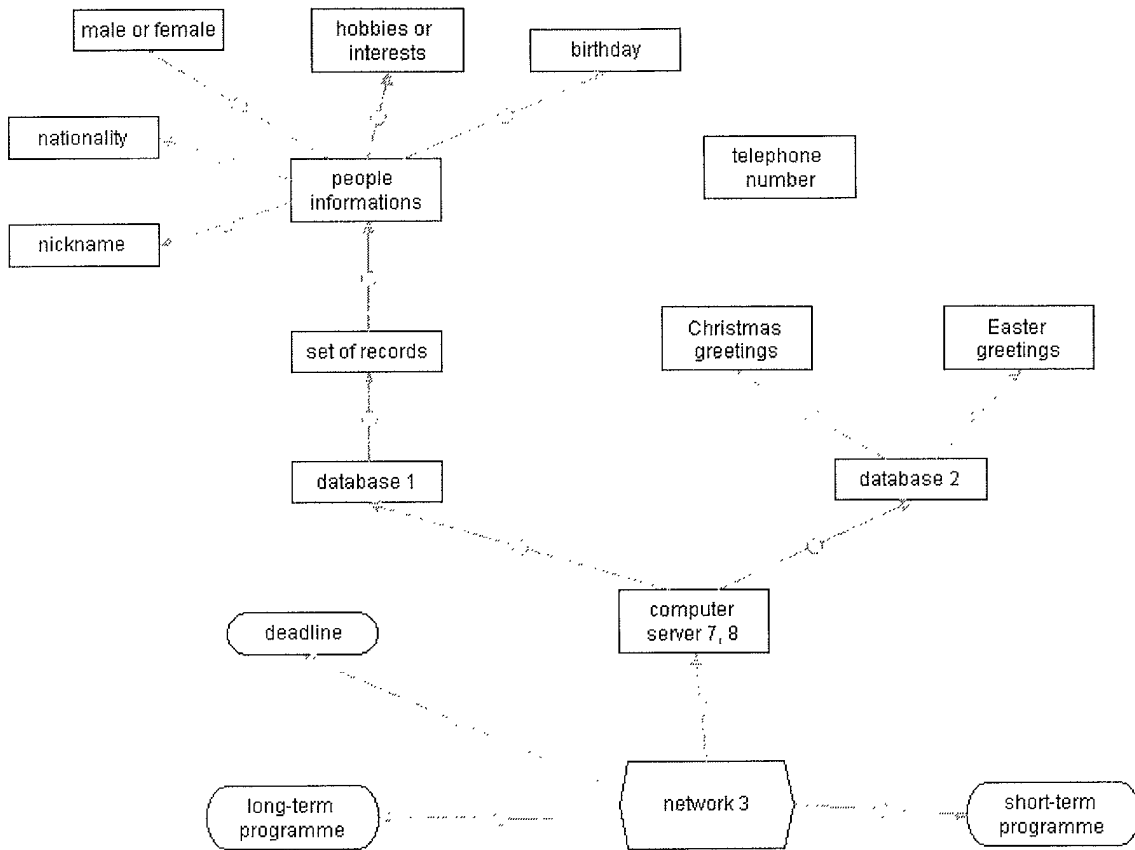 male or female
hobbies or
interests
birthday
nationality
telephone
number
people
informations
nickname
Christmas
greetings
Easter
greetings
set of records
database 1
database 2
computer
server 7, 8
deadline
long-term
programme
network 3
short-term
programme